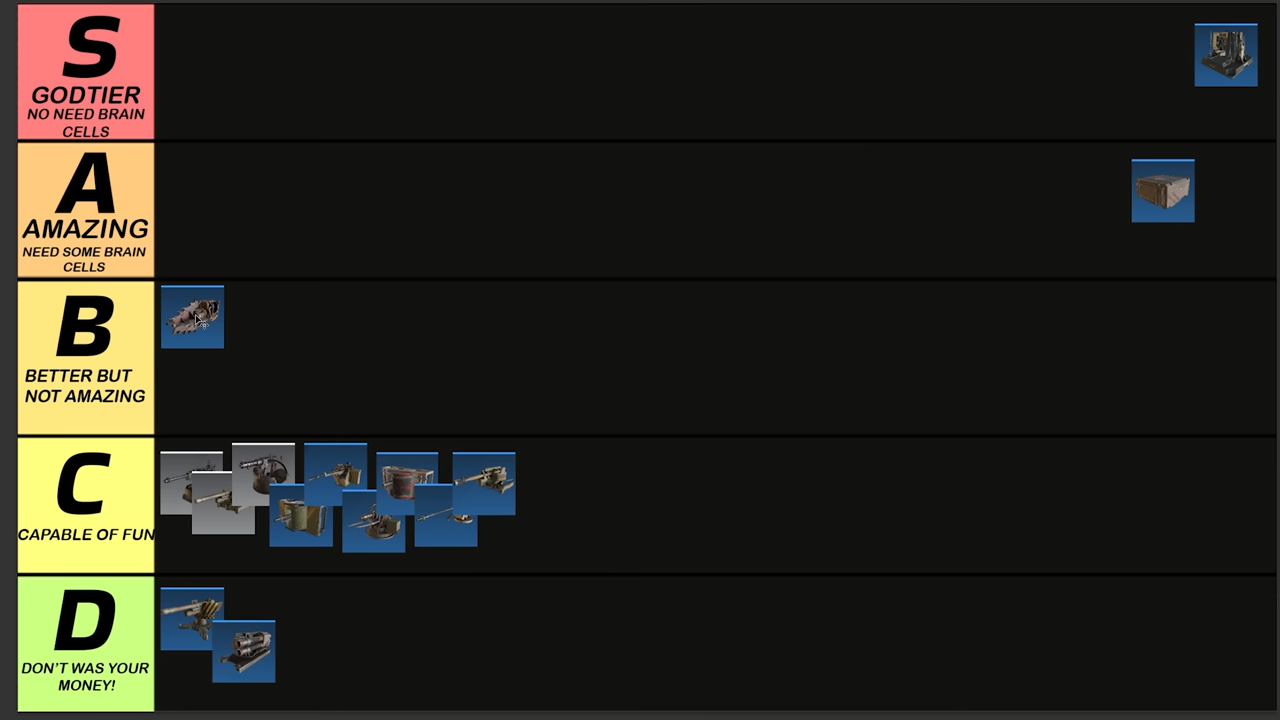 S
GODTIER
NO NEED BRAIN
CELLS
A
AMAZING
NEED SOME BRAIN
CELLS
B
BETTER BUT
NOT AMAZING
C
CAPABLE OF FUN
D
DON'T WAS YOUR
MONEY!